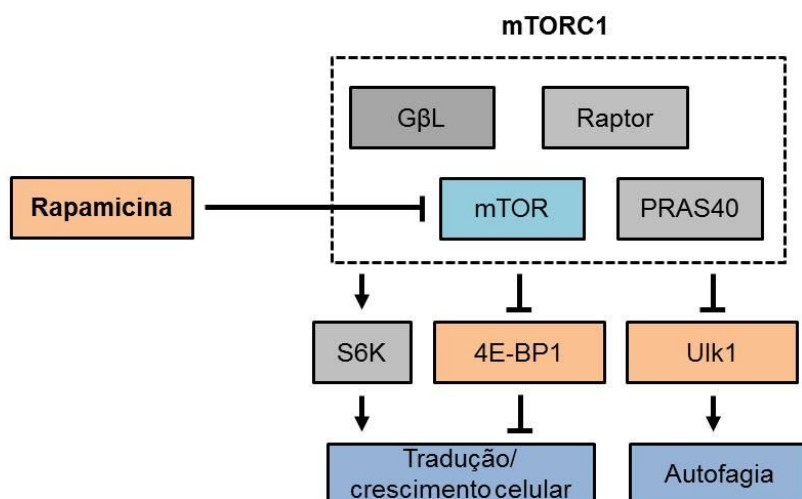 mTORC1
GβL
Raptor
Rapamicina
mTOR
PRAS40
S6K
4E-BP1
Ulk1
Tradução/
crescimento celular
Autofagia